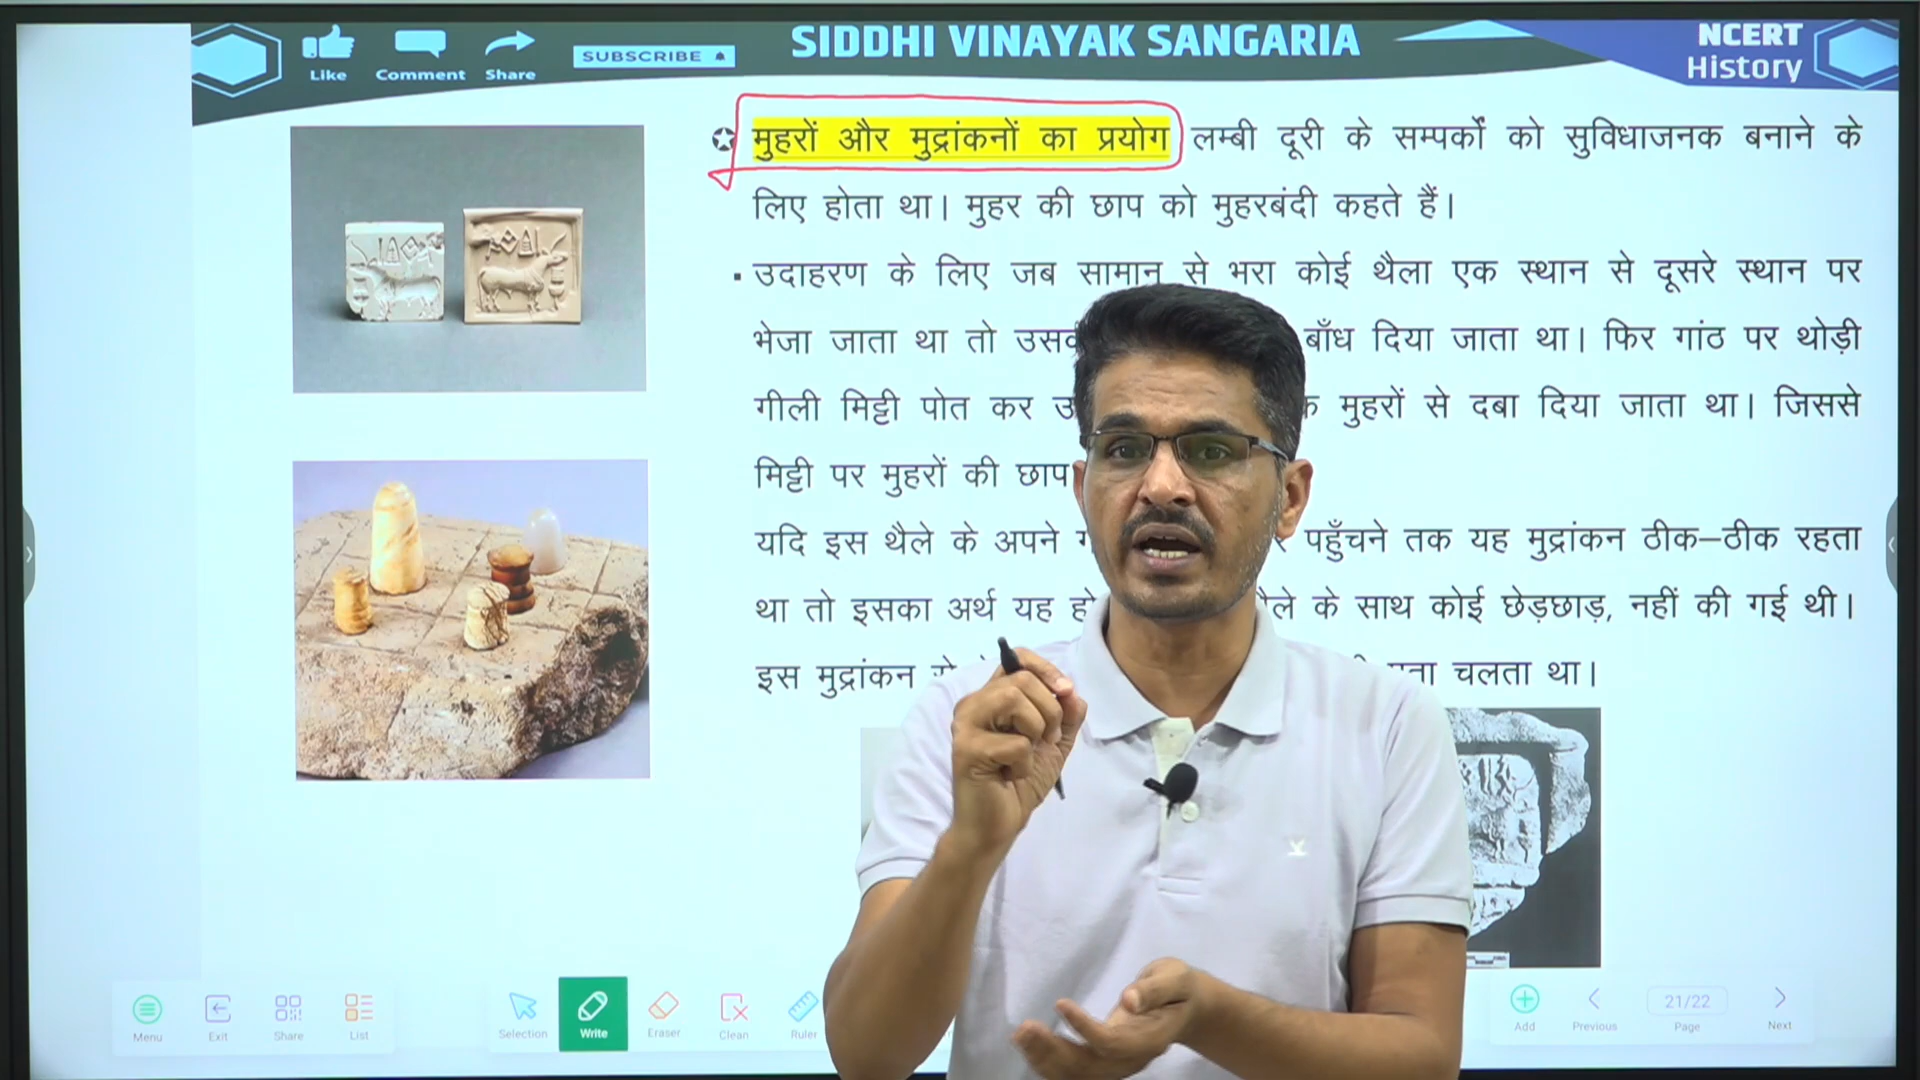 SIDDHI VINAYAK SANGARIA
NCERT
History
Like
Comment
Share
SUBSCRIBE
मुहरों और मुद्रांकनों का प्रयोग लम्बी दूरी के सम्पर्कों को सुविधाजनक बनाने के
लिए होता था। मुहर की छाप को मुहरबंदी कहते हैं।
उदाहरण के लिए जब सामान से भरा कोई थैला एक स्थान से दूसरे स्थान पर
भेजा जाता था तो बाँध दिया जाता था। फिर गांठ पर थोड़ी
गीली मिट्टी पोत कर मुहरों से दबा दिया जाता था। जिससे
मिट्टी पर मुहरों की छाप
यदि इस थैले के अपने पहुँचने तक यह मुद्रांकन ठीक–ठीक रहता
था तो इसका अर्थ यह के साथ कोई छेड़छाड़, नहीं की गई थी।
इस मुद्रांकन चलता था।
Menu
Exit
Share
List
Selection
Write
Eraser
Clean
Ruler
Add
Previous
21/22
Page
Next